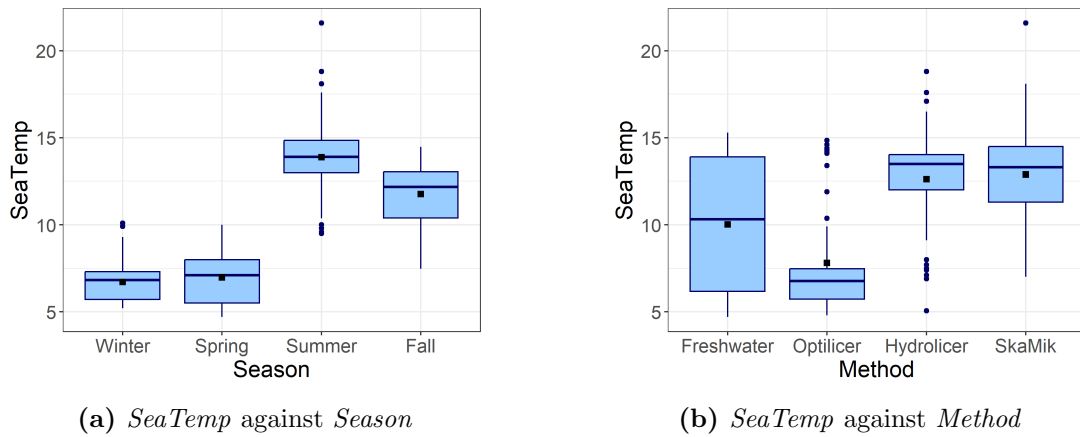 SeaTemp
20
15
10
5
Winter Spring Summer Fall
Season
(a) SeaTemp against Season
SeaTemp
20
15
10
5
Freshwater Optilicer Hydrolicer SkaMik
Method
(b) SeaTemp against Method